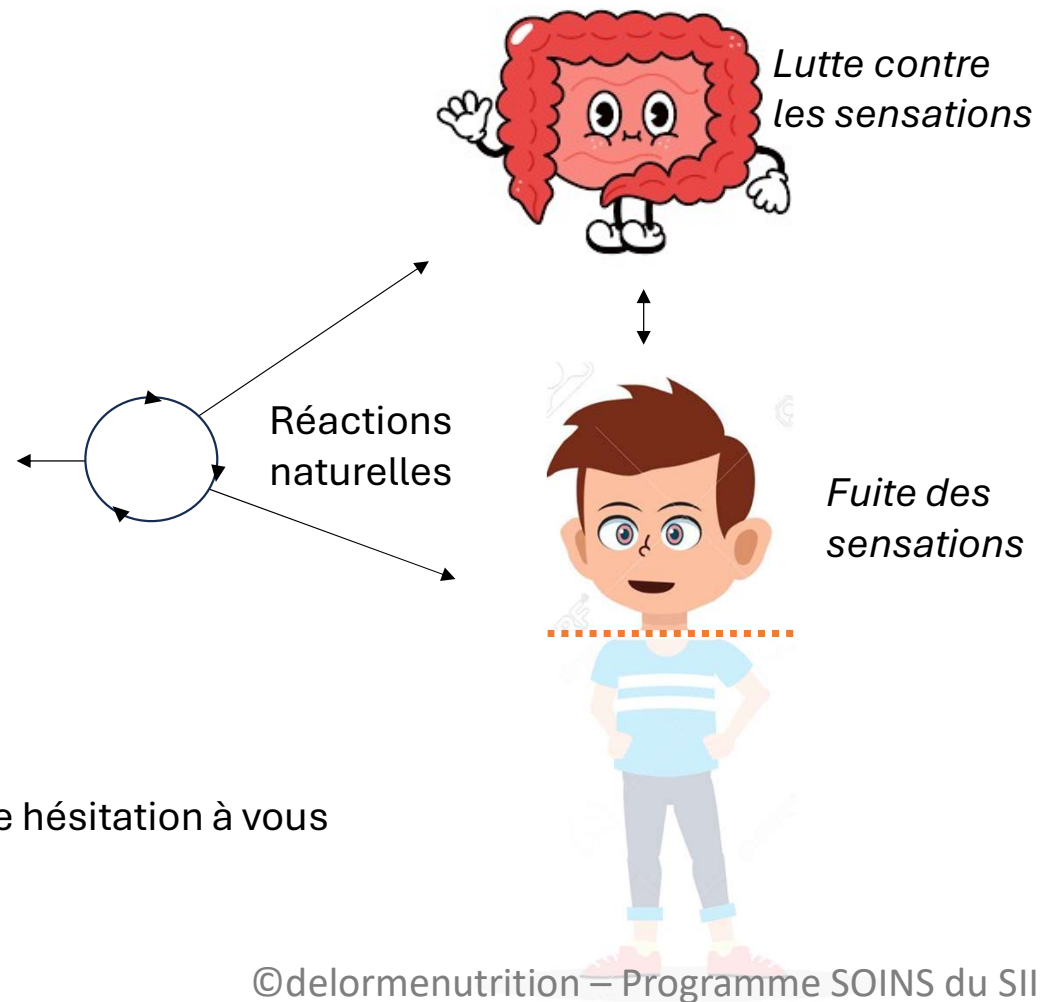 Lutte contre
les sensations
Réactions
naturelles
Fuite des
sensations
e hésitation à vous
©delormenutrition – Programme SOINS du SII